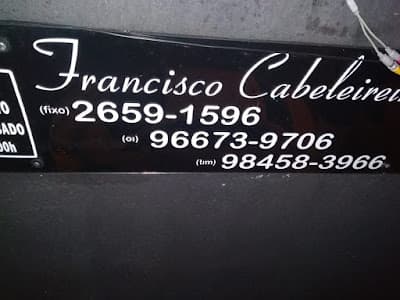 Francisco Cabeleirei
(fixo) 2659-1596
(oi) 96673-9706
(tim) 98458-3966